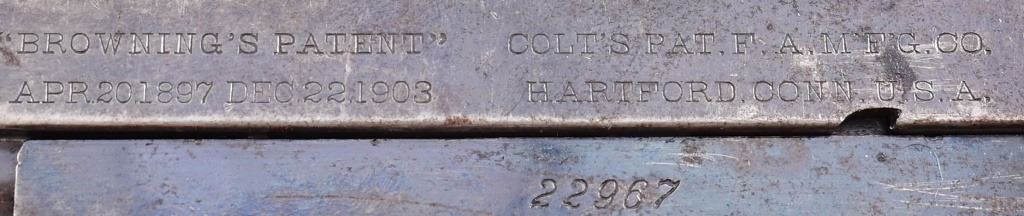 "BROWNING'S PATENT" COLT'S PAT. F. A. M'F'G. CO.
APR.20.1897 DEC.22.1903 HARTFORD.CONN.U.S.A.
22967